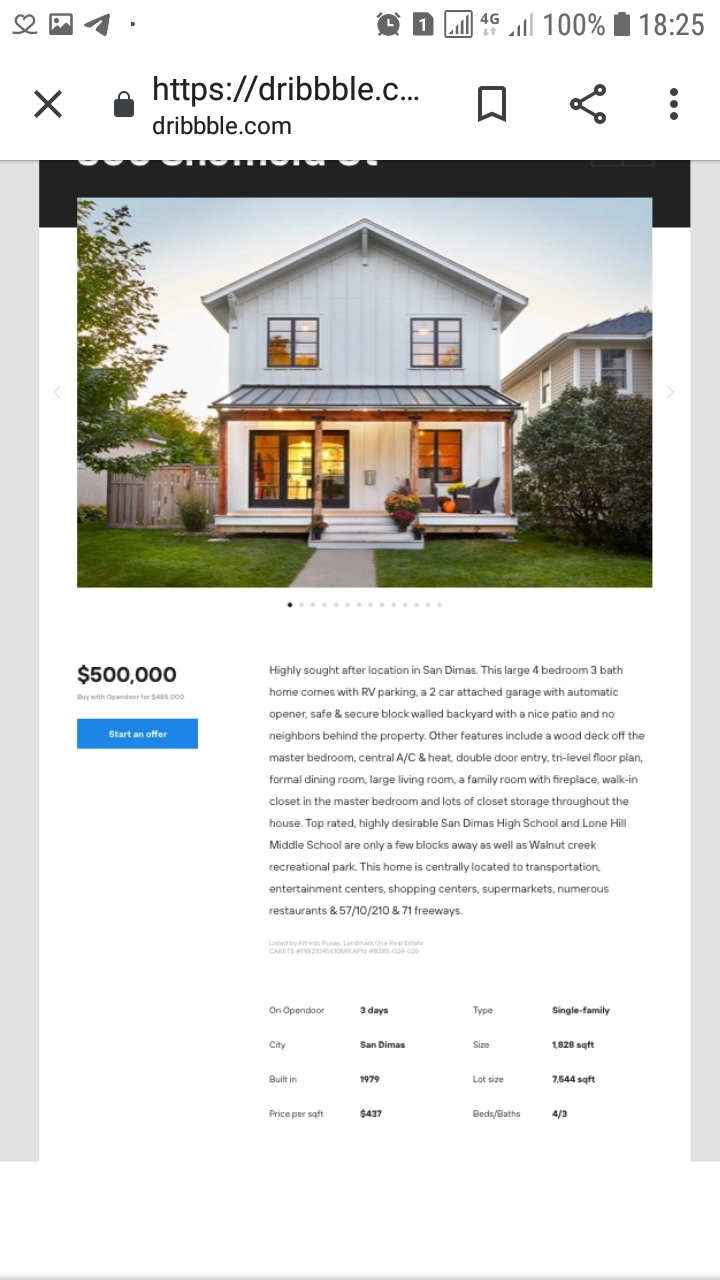 4G 100% 18:25
https://dribbble.c...
dribbble.com
$500,000
Buy with Opendoor for $485,000
Start an offer
Highly sought after location in San Dimas. This large 4 bedroom 3 bath
home comes with RV parking, a 2 car attached garage with automatic
opener, safe & secure block walled backyard with a nice patio and no
neighbors behind the property. Other features include a wood deck off the
master bedroom, central A/C & heat, double door entry, tri-level floor plan,
formal dining room, large living room, a family room with fireplace, walk-in
closet in the master bedroom and lots of closet storage throughout the
house. Top rated, highly desirable San Dimas High School and Lone Hill
Middle School are only a few blocks away as well as Walnut creek
recreational park. This home is centrally located to transportation,
entertainment centers, shopping centers, supermarkets, numerous
restaurants & 57/10/210 & 71 freeways.
Listed by Alfredo Rosas, Landmark One Real Estate
CARETS
On Opendoor 3 days Type Single-family
City San Dimas Size 1,828 sqft
Built in 1979 Lot size 7,544 sqft
Price per sqft $437 Beds/Baths 4/3